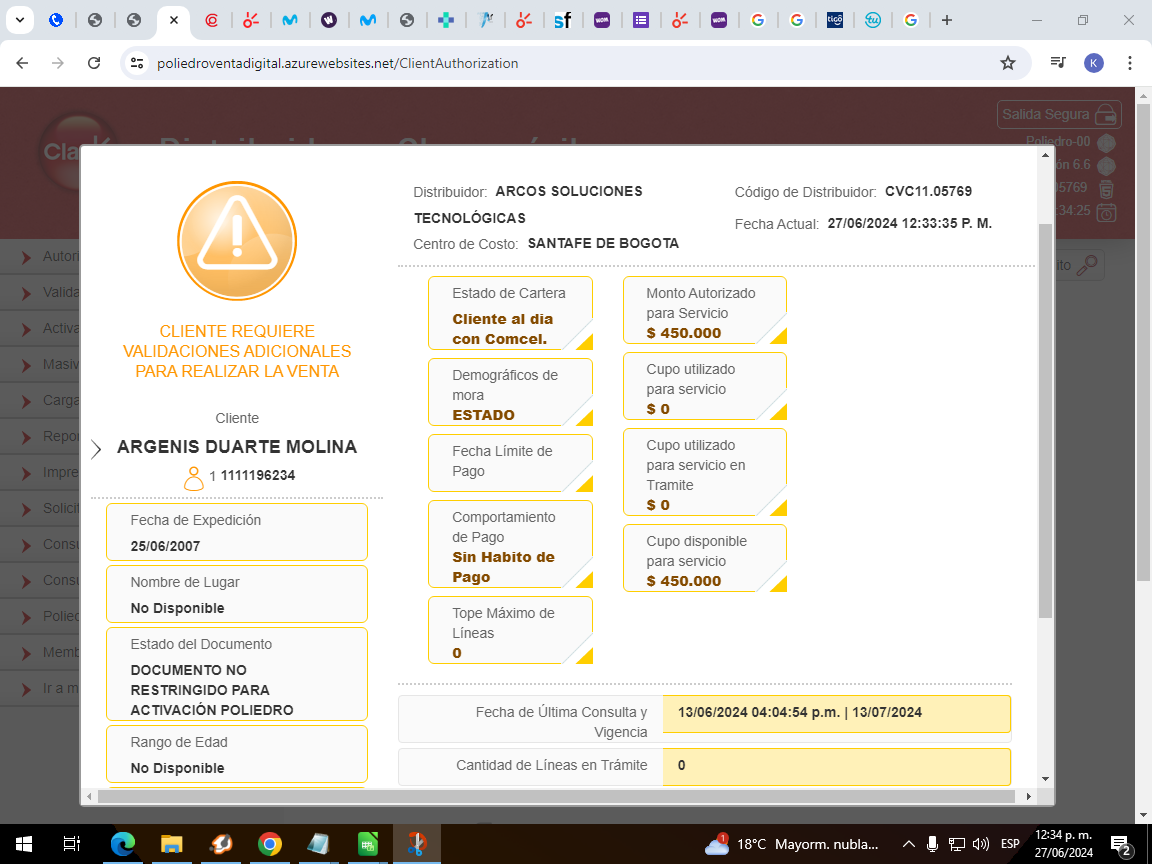 poliedroventadigital.azurewebsites.net/ClientAuthorization
K
Salida Segura
Poliedro-00
ón 6.6
05769
:34:25
Cla
Autori
Valida
Activa
Masiv
Carga
Repor
Impre
Solicit
Consu
Consu
Polied
Memb
Ir a m
ito
CLIENTE REQUIERE
VALIDACIONES ADICIONALES
PARA REALIZAR LA VENTA
Cliente
ARGENIS DUARTE MOLINA
1 1111196234
Fecha de Expedición
25/06/2007
Nombre de Lugar
No Disponible
Estado del Documento
DOCUMENTO NO
RESTRINGIDO PARA
ACTIVACIÓN POLIEDRO
Rango de Edad
No Disponible
Distribuidor: ARCOS SOLUCIONES
TECNOLÓGICAS
Centro de Costo: SANTAFE DE BOGOTA
Código de Distribuidor: CVC11.05769
Fecha Actual: 27/06/2024 12:33:35 P. M.
Estado de Cartera
Cliente al dia
con Comcel.
Demográficos de
mora
ESTADO
Fecha Límite de
Pago
Comportamiento
de Pago
Sin Habito de
Pago
Tope Máximo de
Líneas
0
Monto Autorizado
para Servicio
$ 450.000
Cupo utilizado
para servicio
$ 0
Cupo utilizado
para servicio en
Tramite
$ 0
Cupo disponible
para servicio
$ 450.000
Fecha de Última Consulta y
Vigencia
13/06/2024 04:04:54 p.m. | 13/07/2024
Cantidad de Líneas en Trámite
0
1
18°C Mayorm. nubla...
ESP
12:34 p. m.
27/06/2024
2